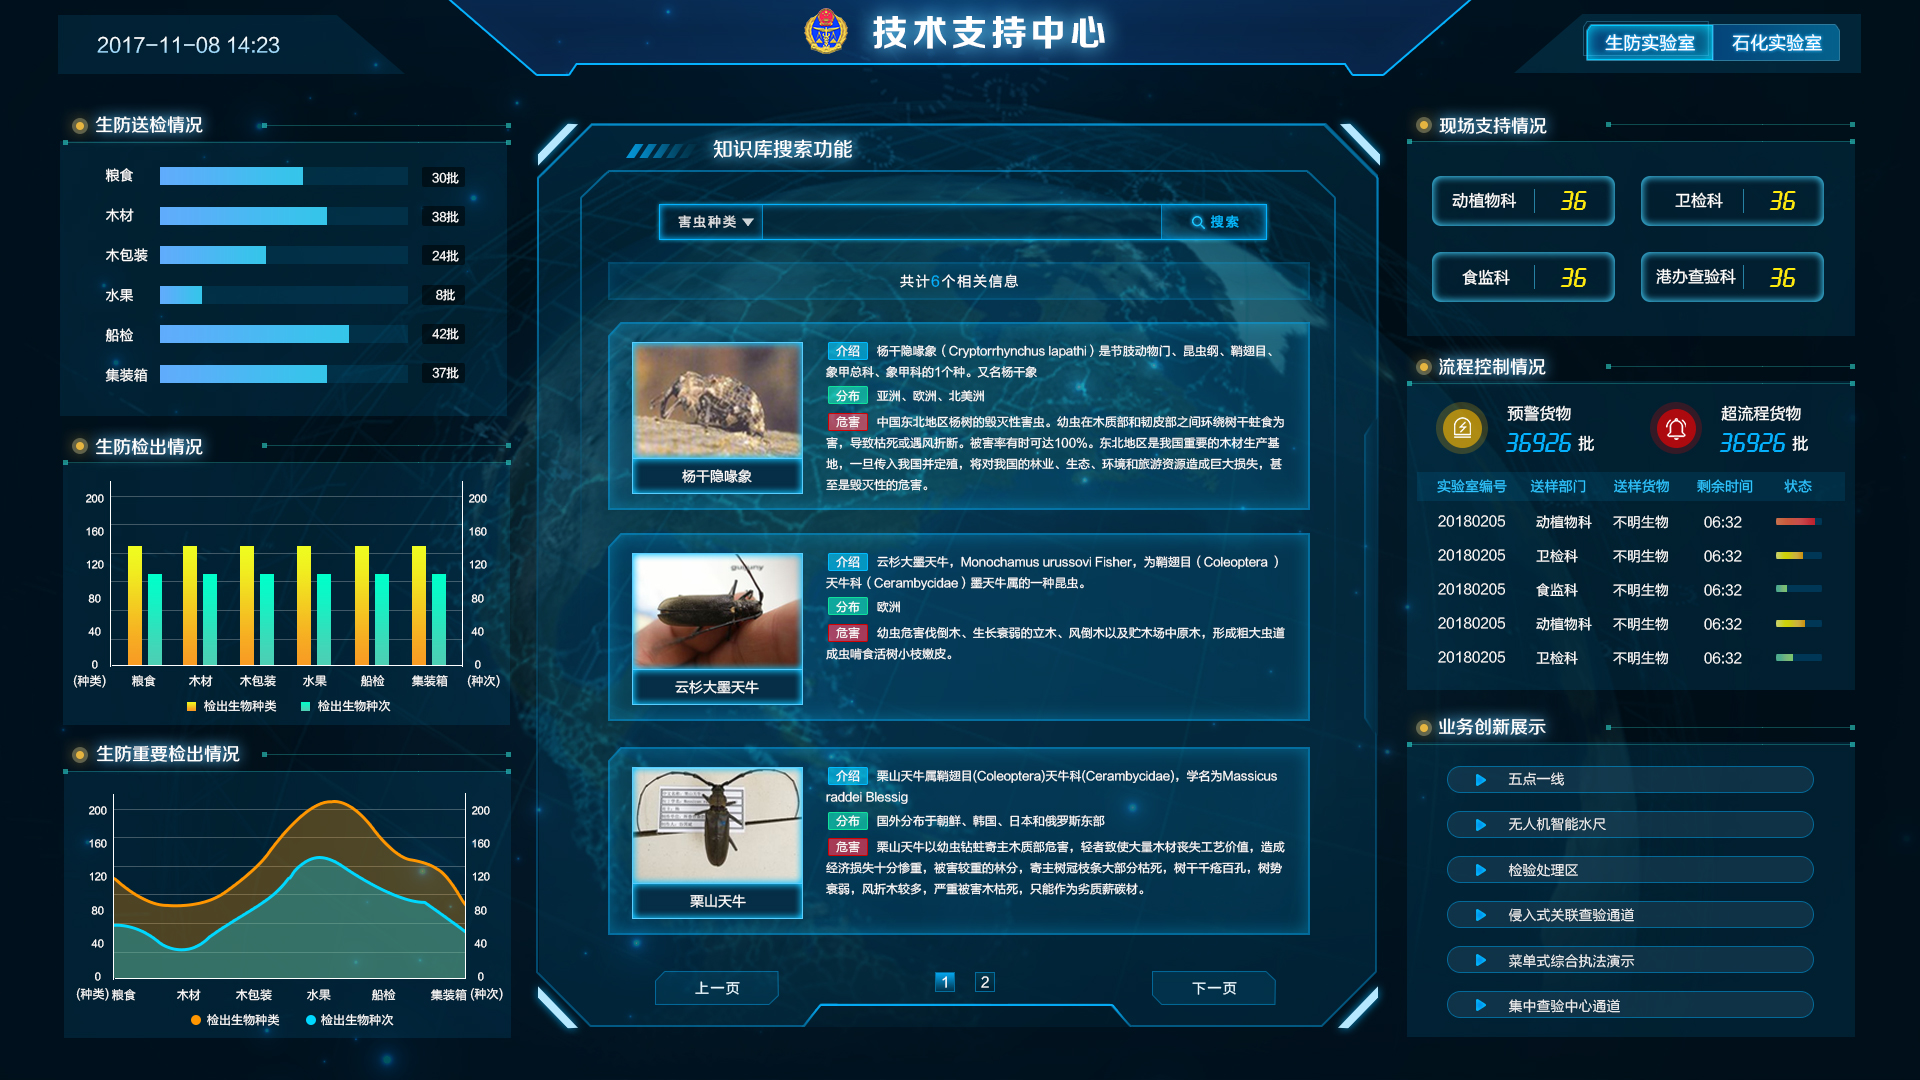 2017-11-08 14:23
技术支持中心
生防实验室
石化实验室
生防送检情况
粮食
30批
木材
38批
木包装
24批
水果
8批
船检
42批
集装箱
37批
生防检出情况
200
200
160
160
120
120
80
80
40
40
0
0
(种类)
粮食
木材
木包装
水果
船检
集装箱
(种次)
检出生物种类
检出生物种次
生防重要检出情况
200
200
160
160
120
120
80
80
40
40
0
0
(种类)
粮食
木材
木包装
水果
船检
集装箱
(种次)
检出生物种类
检出生物种次
知识库搜索功能
害虫种类
搜索
共计6个相关信息
杨干隐喙象
介绍 杨干隐喙象（Cryptorrhynchus lapathi）是节肢动物门、昆虫纲、鞘翅目、
象甲总科、象甲科的1个种。又名杨干象
分布 亚洲、欧洲、北美洲
危害 中国东北地区杨树的毁灭性害虫。幼虫在木质部和韧皮部之间环绕树干蛀食为
害，导致枯死或遇风折断。被害率有时可达100%。东北地区是我国重要的木材生产基
地，一旦传入我国并定殖，将对我国的林业、生态、环境和旅游资源造成巨大损失，甚
至是毁灭性的危害。
云杉大墨天牛
介绍 云杉大墨天牛，Monochamus urussovi Fisher，为鞘翅目（Coleoptera ）
天牛科（Cerambycidae）墨天牛属的一种昆虫。
分布 欧洲
危害 幼虫危害伐倒木、生长衰弱的立木、风倒木以及贮木场中原木，形成粗大虫道
成虫啃食活树小枝嫩皮。
栗山天牛
介绍 栗山天牛属鞘翅目(Coleoptera)天牛科(Cerambycidae)，学名为Massicus
raddei Blessig
分布 国外分布于朝鲜、韩国、日本和俄罗斯东部
危害 栗山天牛以幼虫钻蛀寄主木质部危害，轻者致使大量木材丧失工艺价值，造成
经济损失十分惨重，被害较重的林分，寄主树冠枝条大部分枯死，树干千疮百孔，树势
衰弱，风折木较多，严重被害木枯死，只能作为劣质薪碳材。
上一页
1
2
下一页
现场支持情况
动植物科 36
卫检科 36
食监科 36
港办查验科 36
流程控制情况
预警货物
36926 批
超流程货物
36926 批
实验室编号 送样部门 送样货物 剩余时间 状态
20180205 动植物科 不明生物 06:32
20180205 卫检科 不明生物 06:32
20180205 食监科 不明生物 06:32
20180205 动植物科 不明生物 06:32
20180205 卫检科 不明生物 06:32
业务创新展示
五点一线
无人机智能水尺
检验处理区
侵入式关联查验通道
菜单式综合执法演示
集中查验中心通道